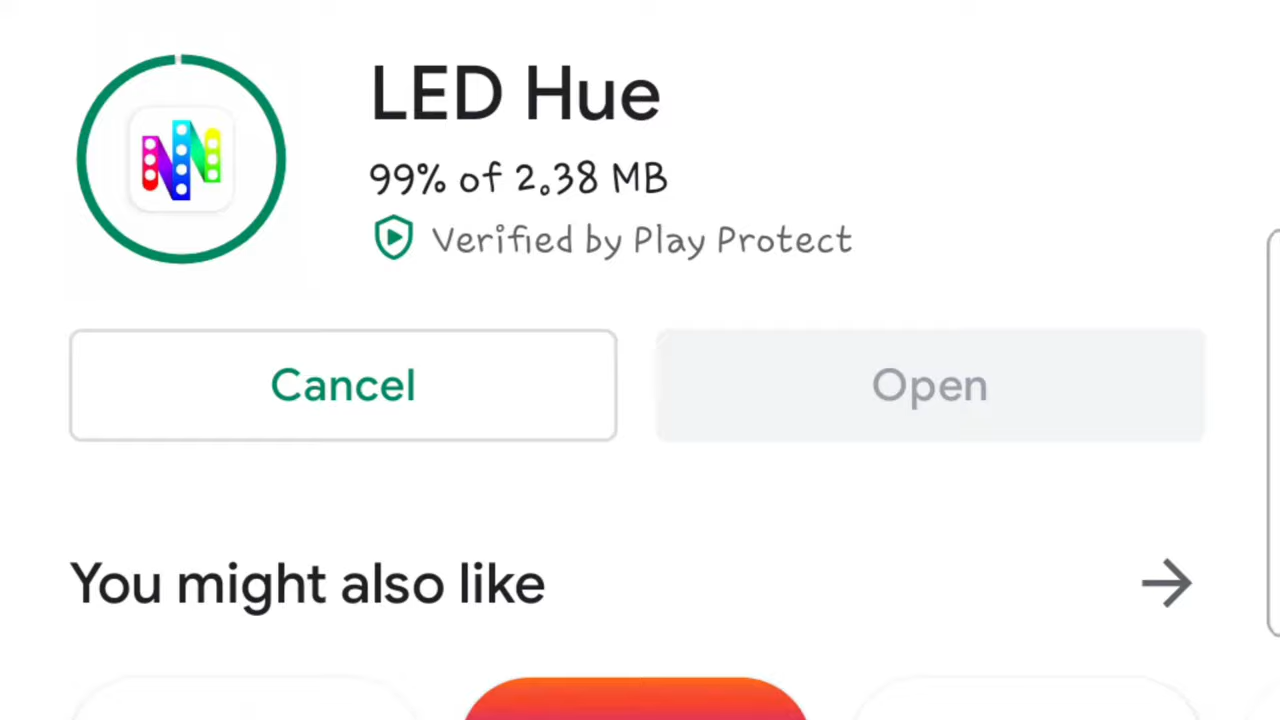 LED Hue
99% of 2.38 MB
Verified by Play Protect
Cancel
Open
You might also like